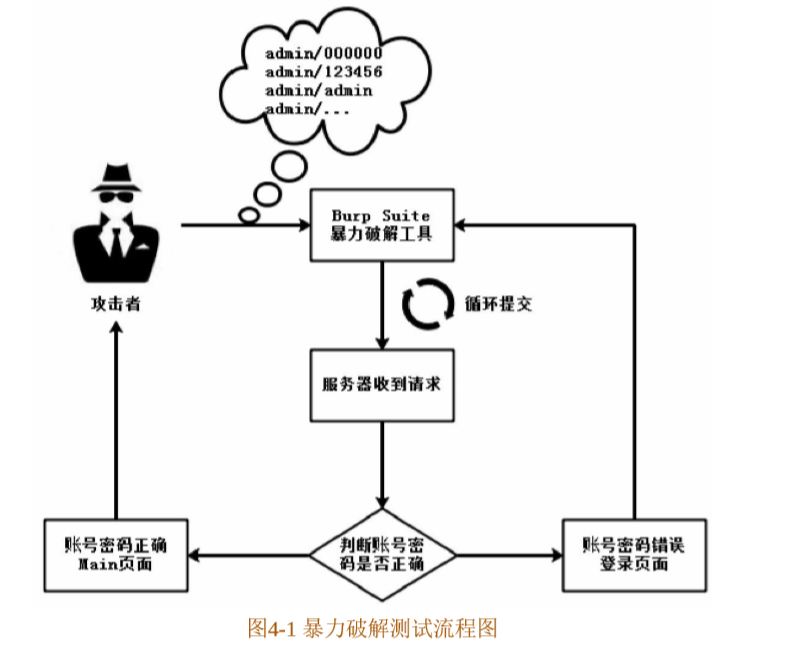 admin/000000
admin/123456
admin/admin
admin/...
Burp Suite
暴力破解工具
攻击者
循环提交
服务器收到请求
账号密码正确
Main页面
判断账号密
码是否正确
账号密码错误
登录页面
图4-1 暴力破解测试流程图